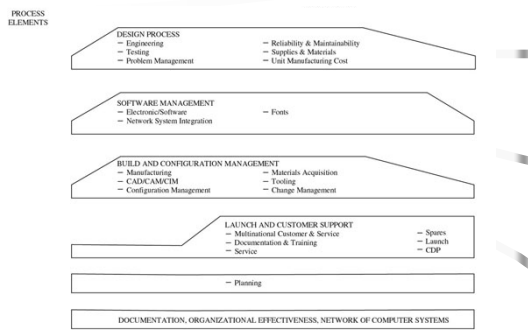 PROCESS
ELEMENTS
DESIGN PROCESS
– Engineering
– Testing
– Problem Management
– Reliability & Maintainability
– Supplies & Materials
– Unit Manufacturing Cost
SOFTWARE MANAGEMENT
– Electronic/Software
– Network System Integration
– Fonts
BUILD AND CONFIGURATION MANAGEMENT
– Manufacturing
– CAD/CAM/CIM
– Configuration Management
– Materials Acquisition
– Tooling
– Change Management
LAUNCH AND CUSTOMER SUPPORT
– Multinational Customer & Service
– Documentation & Training
– Service
– Spares
– Launch
– CDP
– Planning
DOCUMENTATION, ORGANIZATIONAL EFFECTIVENESS, NETWORK OF COMPUTER SYSTEMS